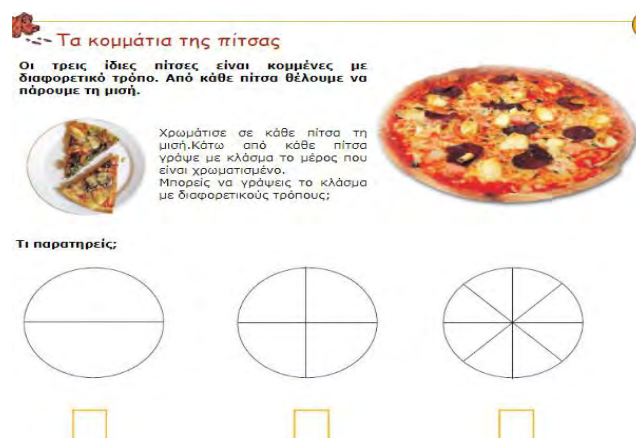 Τα κομμάτια της πίτσας
Οι τρεις ίδιες πίτσες είναι κομμένες με
διαφορετικό τρόπο. Από κάθε πίτσα θέλουμε να
πάρουμε τη μισή.
Χρωμάτισε σε κάθε πίτσα τη
μισή.Κάτω από κάθε πίτσα
γράψε με κλάσμα το μέρος που
είναι χρωματισμένο.
Μπορείς να γράψεις το κλάσμα
με διαφορετικούς τρόπους;
Τι παρατηρείς;